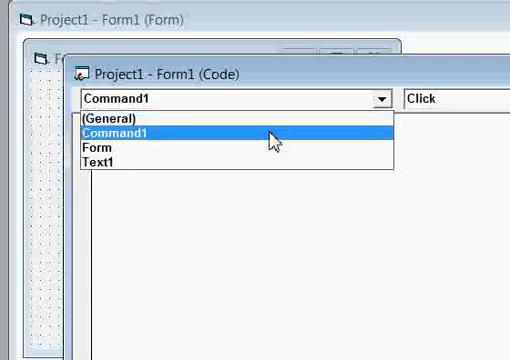 Project1 - Form1 (Form)
Project1 - Form1 (Code)
Command1
Click
(General)
Command1
Form
Text1